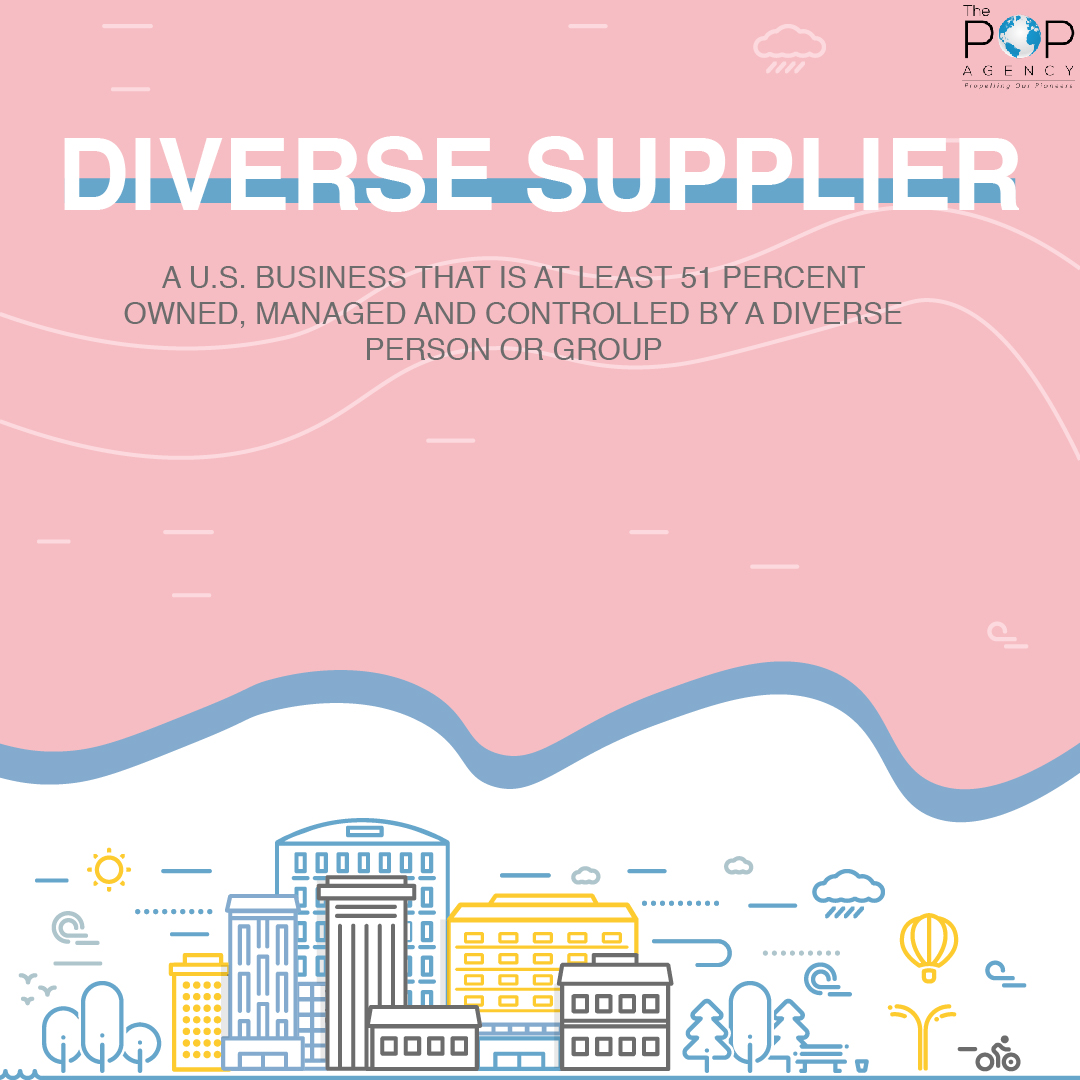 The
POP
AGENCY
Propelling Our Pioneers
DIVERSE SUPPLIER
A U.S. BUSINESS THAT IS AT LEAST 51 PERCENT
OWNED, MANAGED AND CONTROLLED BY A DIVERSE
PERSON OR GROUP